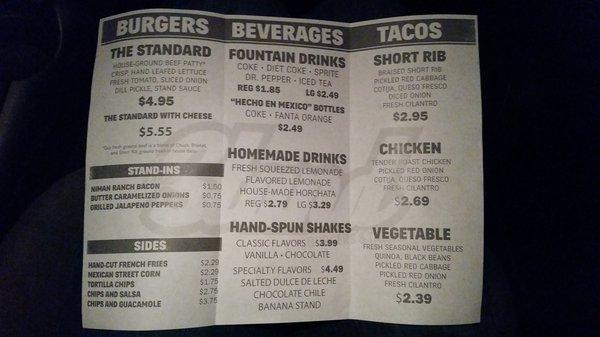 BURGERS
THE STANDARD
HOUSE-GROUND BEEF PATTY*
CRISP, HAND LEAFED LETTUCE
FRESH TOMATO, SLICED ONION
DILL PICKLE, STAND SAUCE
$4.95
THE STANDARD WITH CHEESE
$5.55
*Our fresh ground beef is a blend of Chuck, Brisket,
and Short Rib ground fresh in house daily.
STAND-INS
NIMAN RANCH BACON $1.50
BUTTER CARAMELIZED ONIONS $0.75
GRILLED JALAPENO PEPPERS $0.75
SIDES
HAND-CUT FRENCH FRIES $2.29
MEXICAN STREET CORN $2.29
TORTILLA CHIPS $1.75
CHIPS AND SALSA $2.75
CHIPS AND GUACAMOLE $3.75
BEVERAGES
FOUNTAIN DRINKS
COKE • DIET COKE • SPRITE
DR. PEPPER • ICED TEA
REG $1.85 LG $2.49
"HECHO EN MEXICO" BOTTLES
COKE • FANTA ORANGE
$2.49
HOMEMADE DRINKS
FRESH SQUEEZED LEMONADE
FLAVORED LEMONADE
HOUSE-MADE HORCHATA
REG $2.79 LG $3.29
HAND-SPUN SHAKES
CLASSIC FLAVORS $3.99
VANILLA • CHOCOLATE
SPECIALTY FLAVORS $4.49
SALTED DULCE DE LECHE
CHOCOLATE CHILE
BANANA STAND
TACOS
SHORT RIB
BRAISED SHORT RIB
PICKLED RED CABBAGE
COTIJA, QUESO FRESCO
DICED ONION
FRESH CILANTRO
$2.95
CHICKEN
TENDER ROAST CHICKEN
PICKLED RED ONION
COTIJA, QUESO FRESCO
FRESH CILANTRO
$2.69
VEGETABLE
FRESH SEASONAL VEGETABLES
QUINOA, BLACK BEANS
PICKLED RED CABBAGE
PICKLED RED ONION
FRESH CILANTRO
$2.39